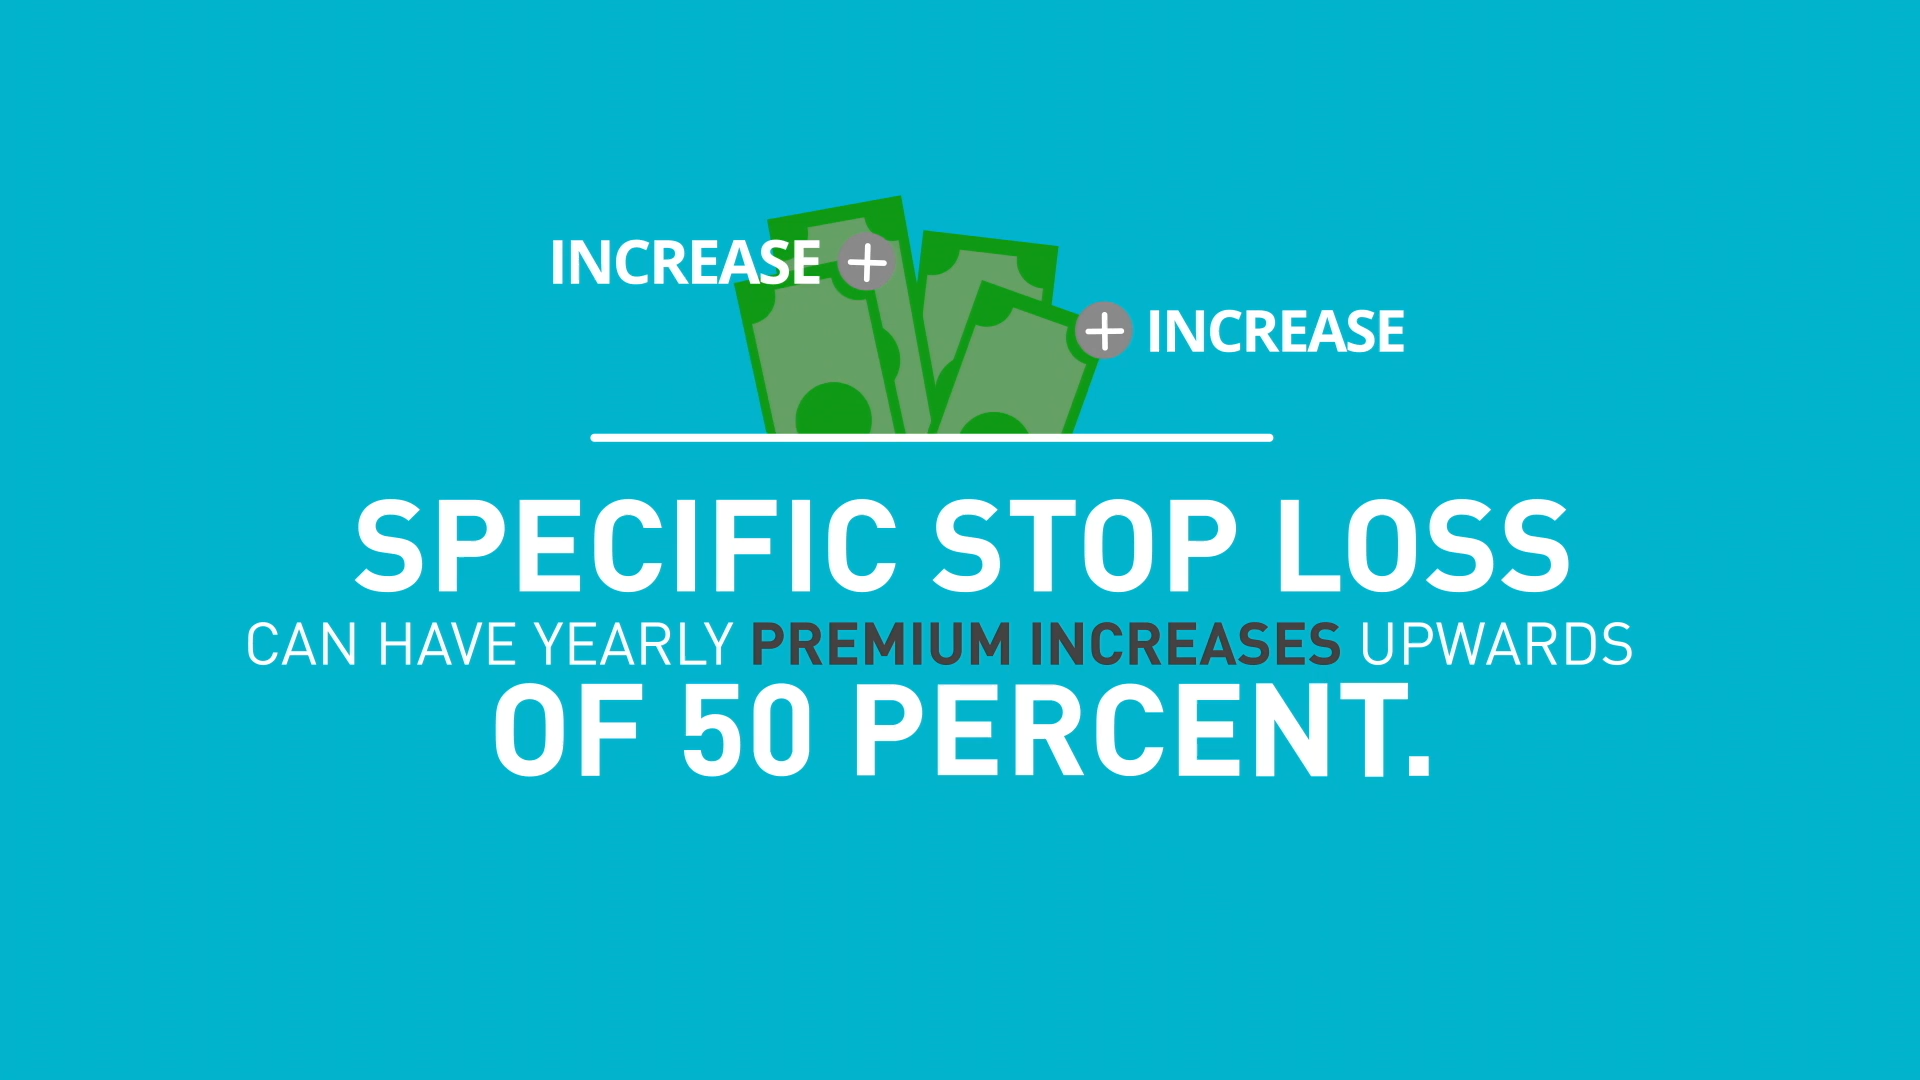 INCREASE
INCREASE
SPECIFIC STOP LOSS
CAN HAVE YEARLY PREMIUM INCREASES UPWARDS
OF 50 PERCENT.